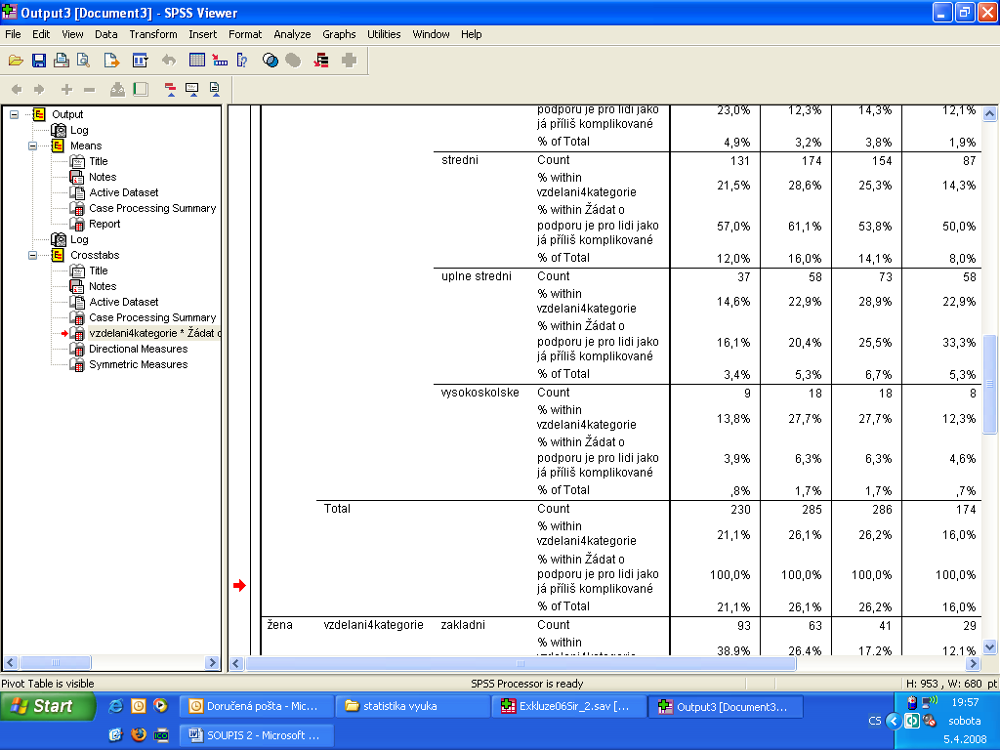 Output3 [Document3] - SPSS Viewer
File Edit View Data Transform Insert Format Analyze Graphs Utilities Window Help
Output
Log
Means
Title
Notes
Active Dataset
Case Processing Summary
Report
Log
Crosstabs
Title
Notes
Active Dataset
Case Processing Summary
vzdelani4kategorie * Žádat o
Directional Measures
Symmetric Measures
podporu je pro lidi jako 23,0% 12,3% 14,3% 12,1%
já příliš komplikované
% of Total 4,9% 3,2% 3,8% 1,9%
stredni Count 131 174 154 87
% within
vzdelani4kategorie 21,5% 28,6% 25,3% 14,3%
% within Žádat o
podporu je pro lidi jako 57,0% 61,1% 53,8% 50,0%
já příliš komplikované
% of Total 12,0% 16,0% 14,1% 8,0%
uplne stredni Count 37 58 73 58
% within
vzdelani4kategorie 14,6% 22,9% 28,9% 22,9%
% within Žádat o
podporu je pro lidi jako 16,1% 20,4% 25,5% 33,3%
já příliš komplikované
% of Total 3,4% 5,3% 6,7% 5,3%
vysokoskolske Count 9 18 18 8
% within
vzdelani4kategorie 13,8% 27,7% 27,7% 12,3%
% within Žádat o
podporu je pro lidi jako 3,9% 6,3% 6,3% 4,6%
já příliš komplikované
% of Total ,8% 1,7% 1,7% ,7%
Total Count 230 285 286 174
% within
vzdelani4kategorie 21,1% 26,1% 26,2% 16,0%
% within Žádat o
podporu je pro lidi jako 100,0% 100,0% 100,0% 100,0%
já příliš komplikované
% of Total 21,1% 26,1% 26,2% 16,0%
žena vzdelani4kategorie zakladni Count 93 63 41 29
% within 38,9% 26,4% 17,2% 12,1%
Pivot Table is visible SPSS Processor is ready H: 953 , W: 680 pt
Start Doručená pošta - Mic... statistika vyuka Exkluze06Sir_2.sav [... Output3 [Document3...
SOUPIS 2 - Microsoft ...
CS
19:57
sobota
5.4.2008